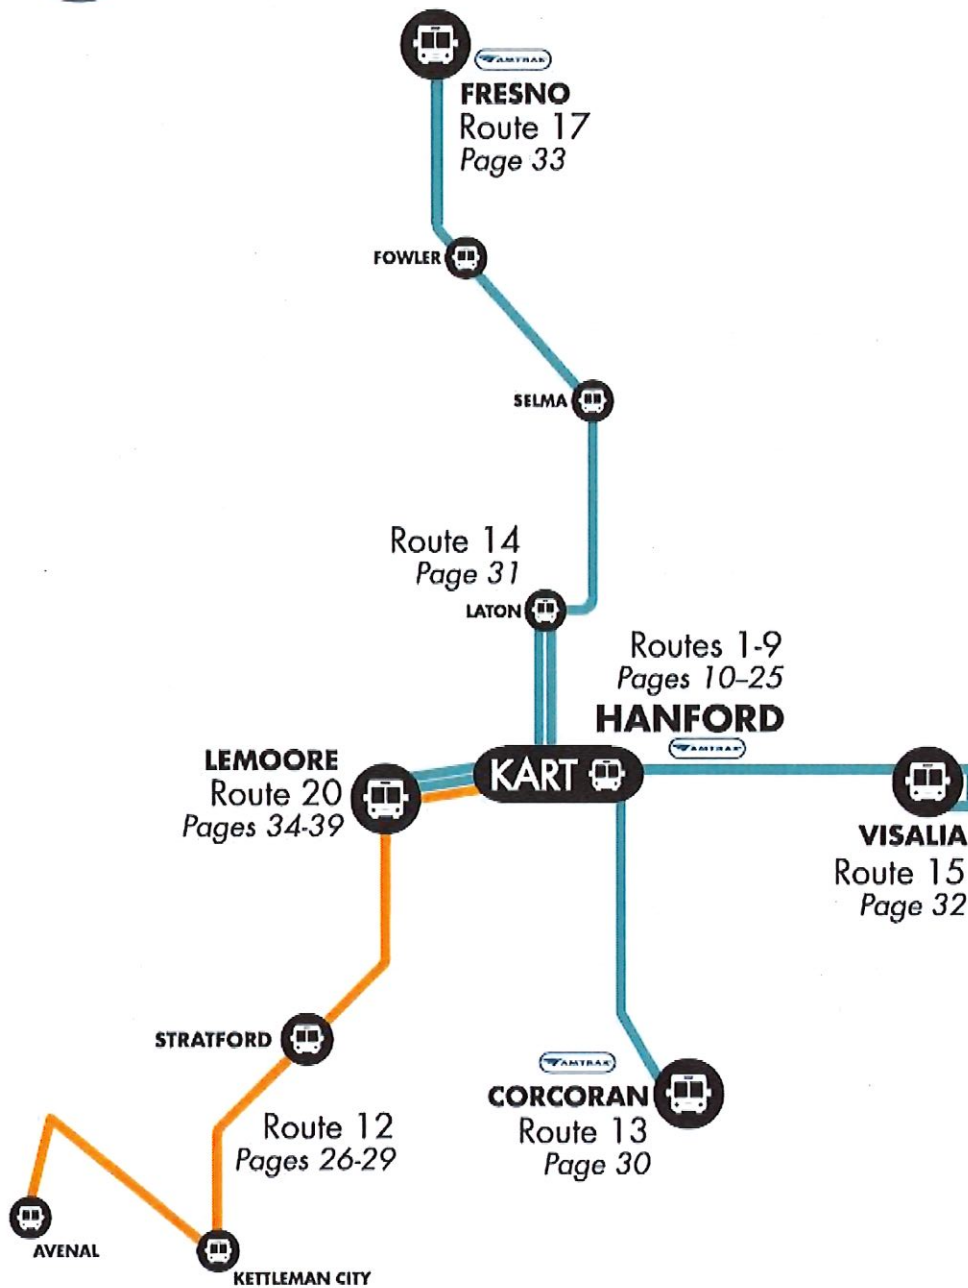 AMTRAK
FRESNO
Route 17
Page 33
FOWLER
SELMA
Route 14
Page 31
LATON
Routes 1-9
Pages 10–25
HANFORD
AMTRAK
LEMOORE
Route 20
Pages 34-39
KART
VISALIA
Route 15
Page 32
STRATFORD
AMTRAK
CORCORAN
Route 13
Page 30
Route 12
Pages 26-29
AVENAL
KETTLEMAN CITY